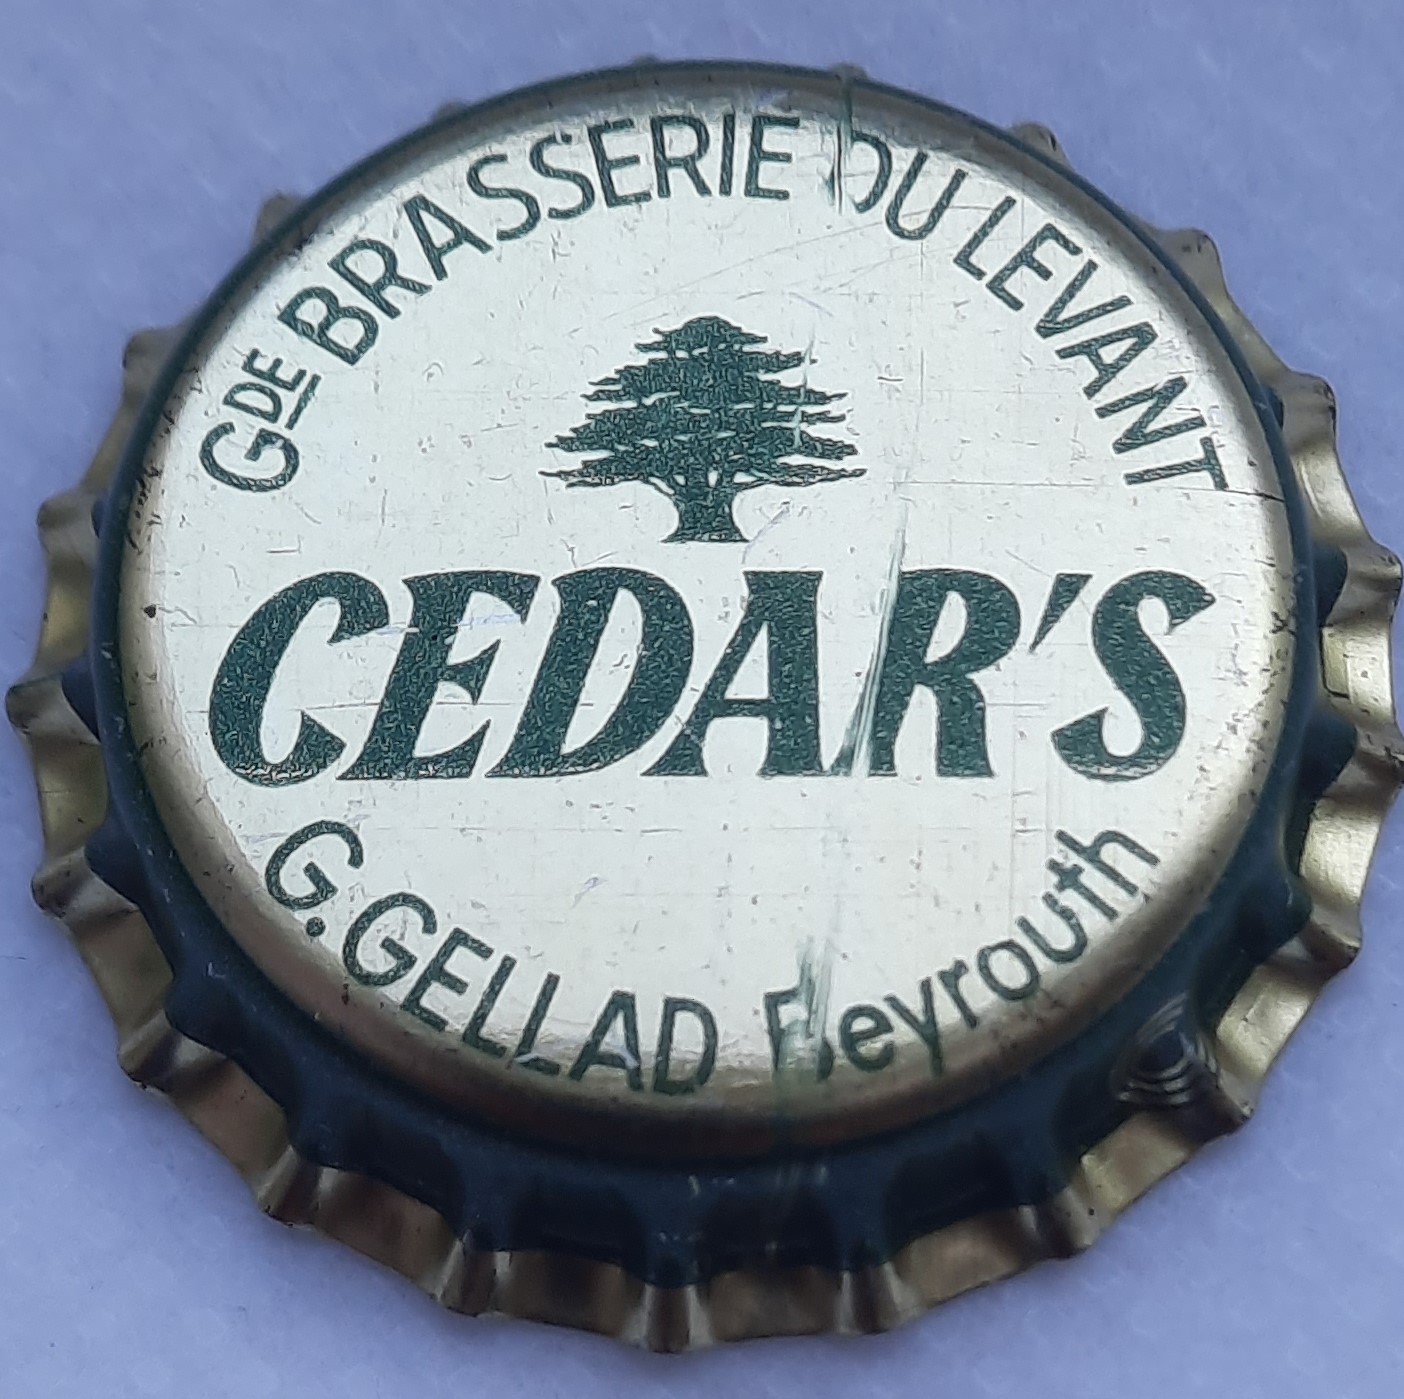 GDE BRASSERIE DU LEVANT
CEDAR'S
G.GELLAD Beyrouth